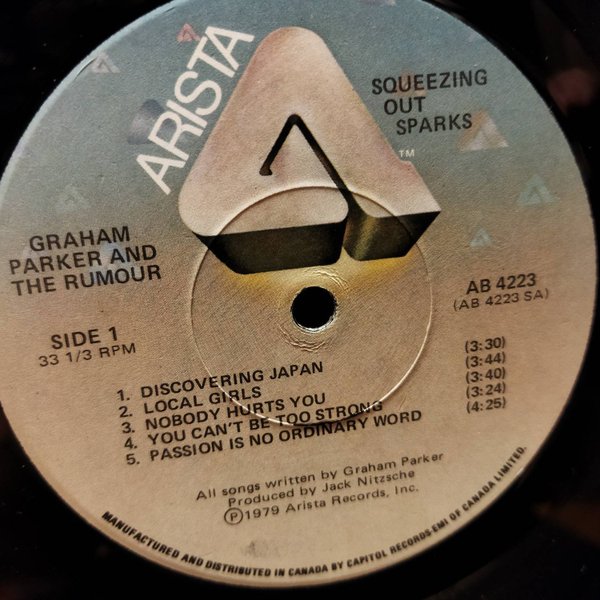 ARISTA
SQUEEZING
OUT
SPARKS
TM
GRAHAM
PARKER AND
THE RUMOUR
AB 4223
(AB 4223 SA)
SIDE 1
33 1/3 RPM
1. DISCOVERING JAPAN (3:30)
2. LOCAL GIRLS (3:44)
3. NOBODY HURTS YOU (3:40)
4. YOU CAN'T BE TOO STRONG (3:24)
5. PASSION IS NO ORDINARY WORD (4:25)
All songs written by Graham Parker
Produced by Jack Nitzsche
Ⓟ1979 Arista Records, Inc.
MANUFACTURED AND DISTRIBUTED IN CANADA BY CAPITOL RECORDS-EMI OF CANADA LIMITED.